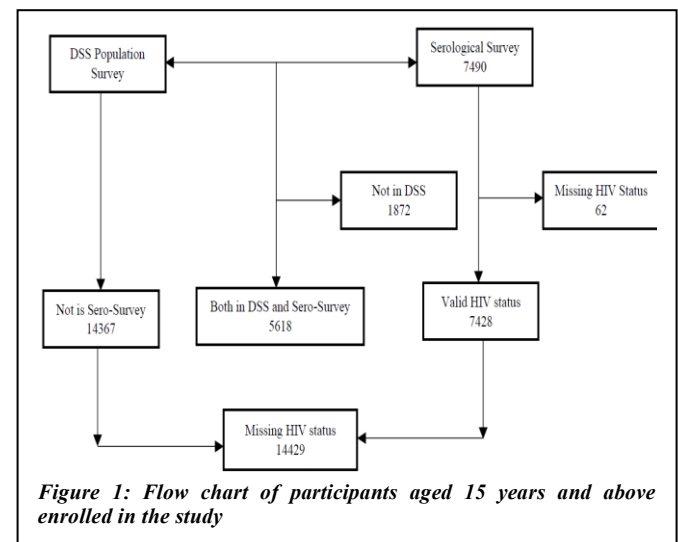 DSS Population
Survey
Serological Survey
7490
Not in DSS
1872
Missing HIV Status
62
Not is Sero-Survey
14367
Both in DSS and Sero-Survey
5618
Valid HIV status
7428
Missing HIV status
14429
Figure 1: Flow chart of participants aged 15 years and above
enrolled in the study